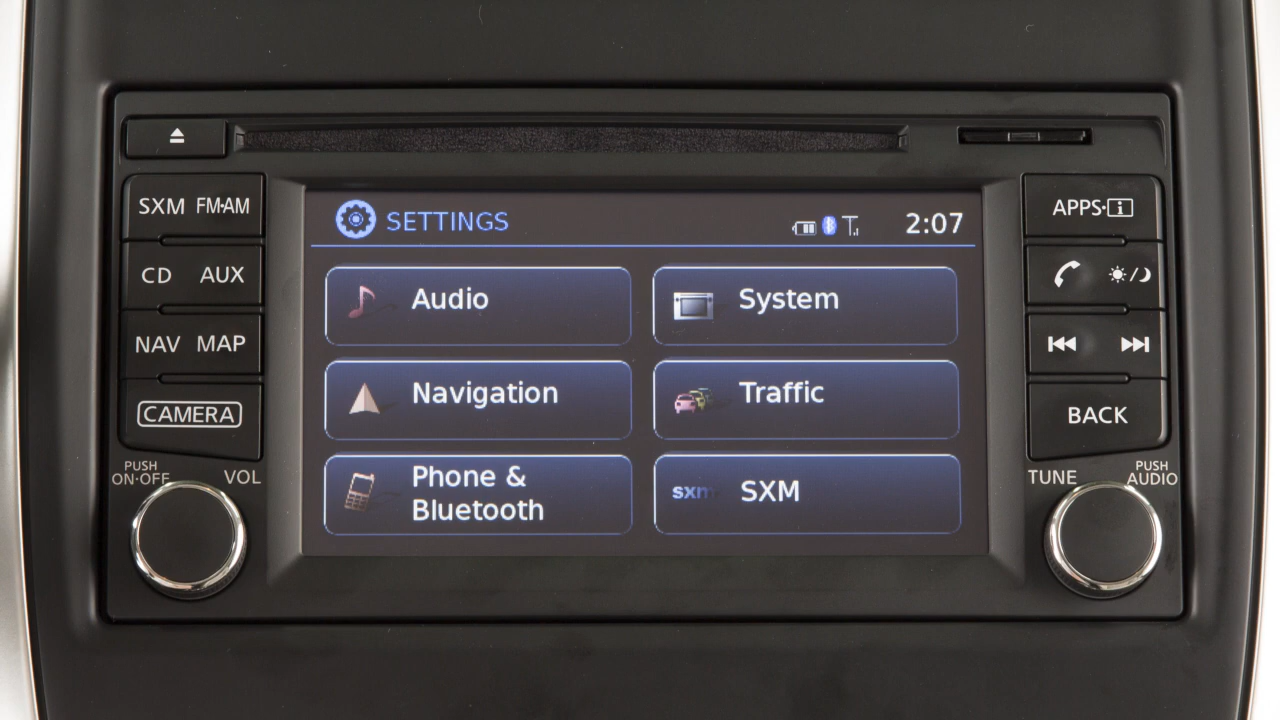 SXM FM·AM
CD AUX
NAV MAP
CAMERA
PUSH
ON·OFF
VOL
SETTINGS
2:07
Audio
System
Navigation
Traffic
Phone &
Bluetooth
sxm
SXM
APPS·i
BACK
TUNE
PUSH
AUDIO